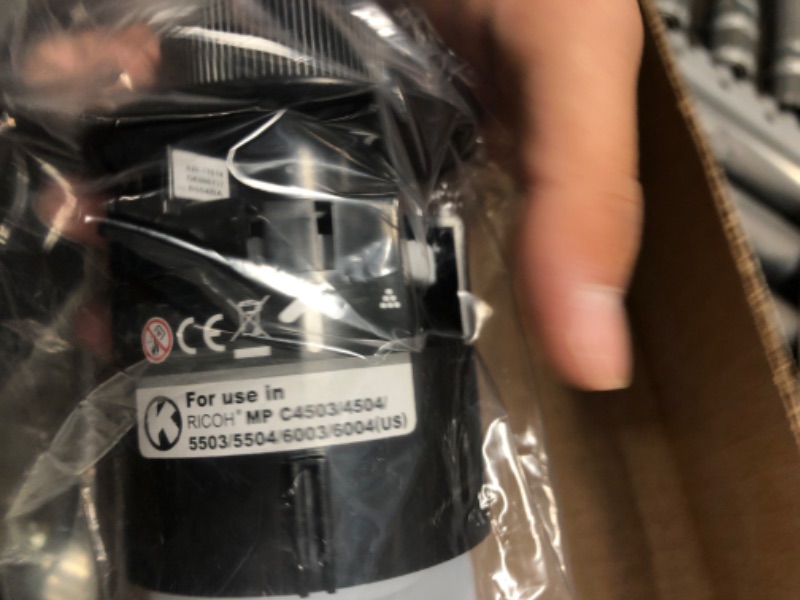 CE
K
For use in
RICOH® MP C4503/4504/
5503/5504/6003/6004(US)